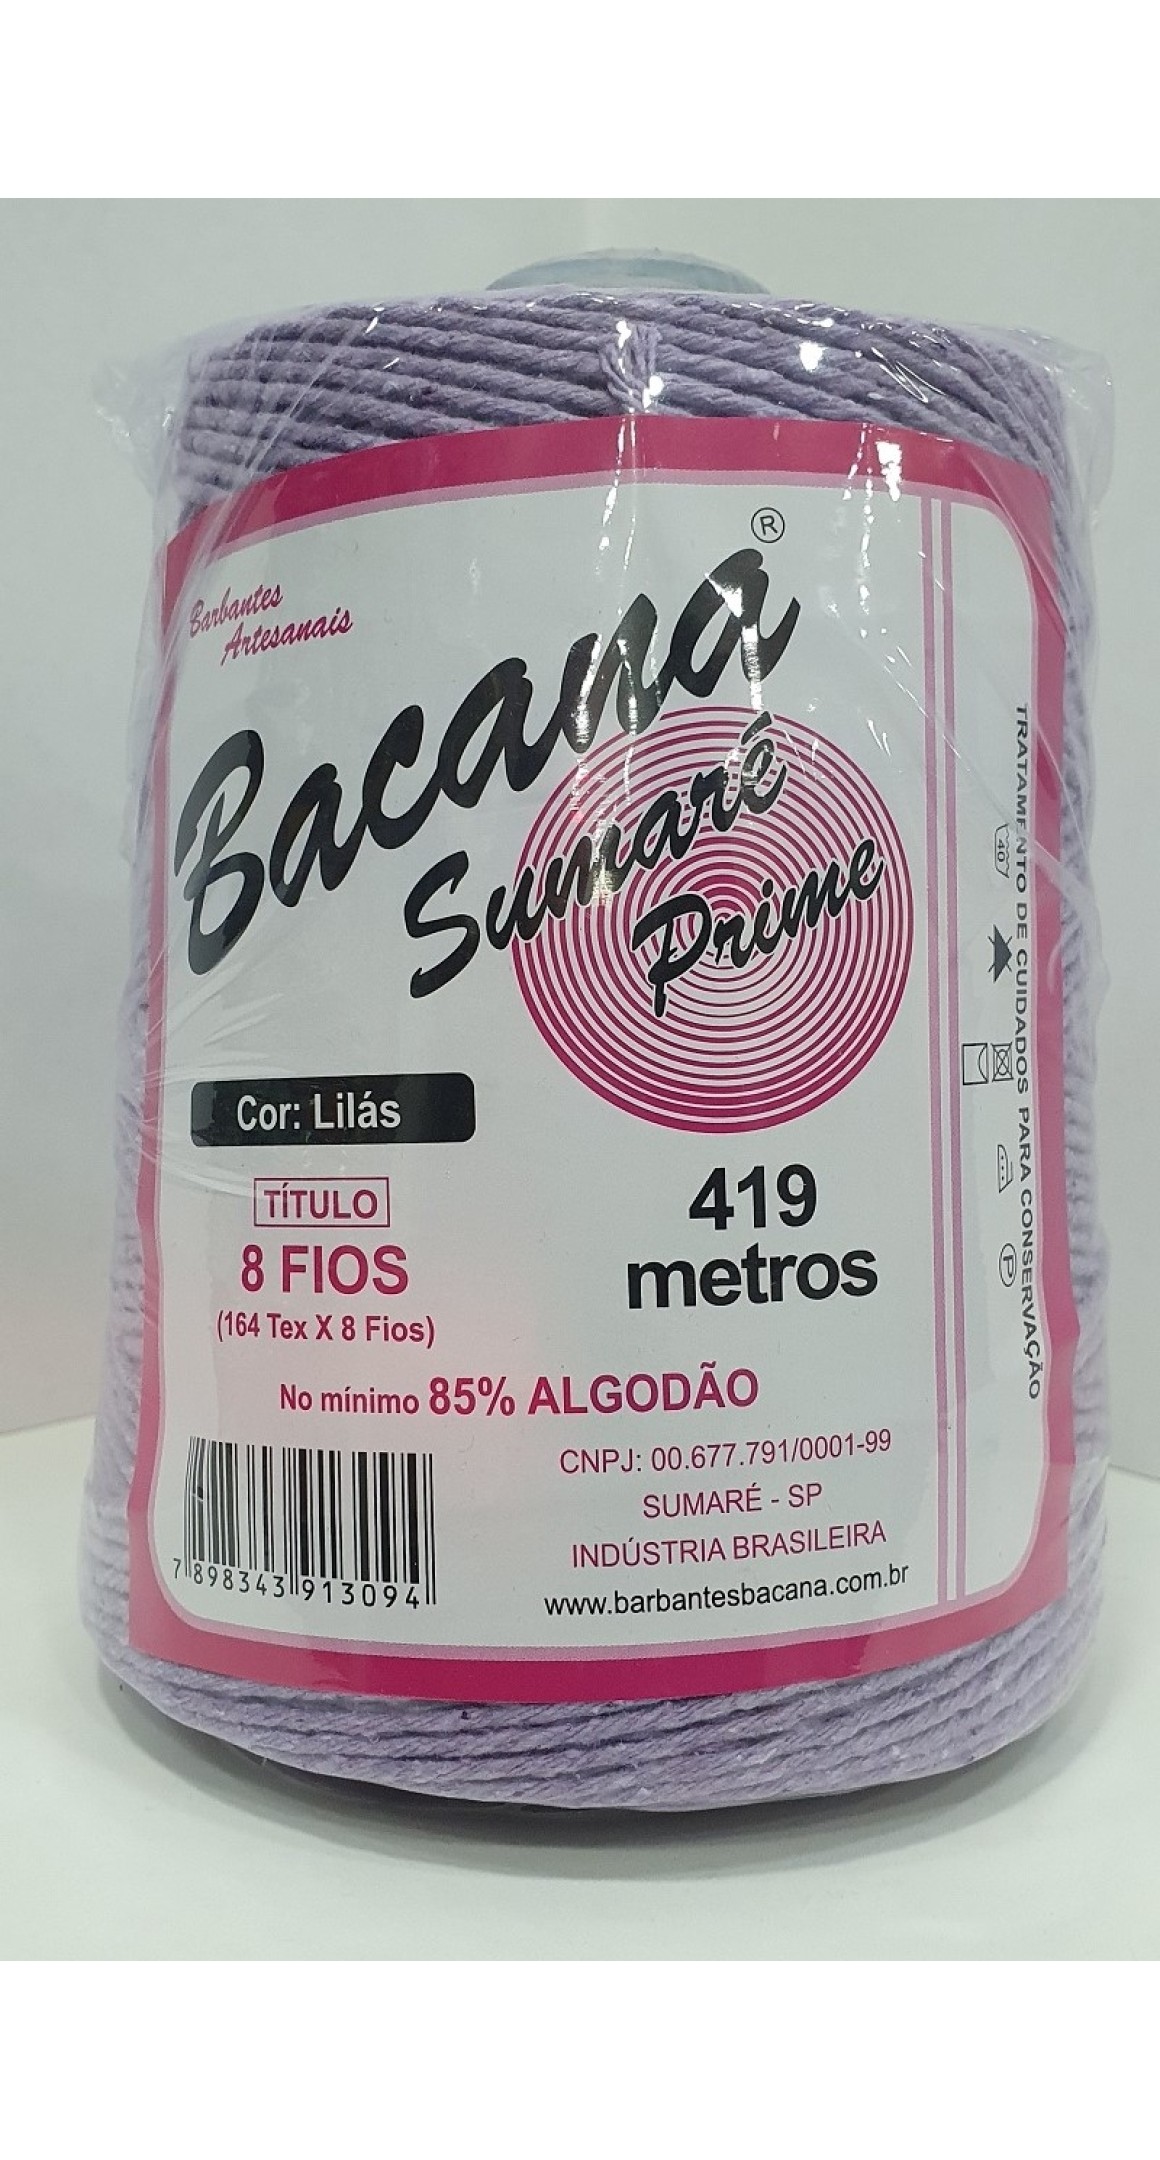 Barbantes
Artesanais
Bacana®
Sumaré
Prime
Cor: Lilás
TÍTULO
8 FIOS
(164 Tex X 8 Fios)
419
metros
No mínimo 85% ALGODÃO
CNPJ: 00.677.791/0001-99
SUMARÉ - SP
INDÚSTRIA BRASILEIRA
www.barbantesbacana.com.br
7 898343 913094
TRATAMENTO DE CUIDADOS PARA CONSERVAÇÃO
40
P